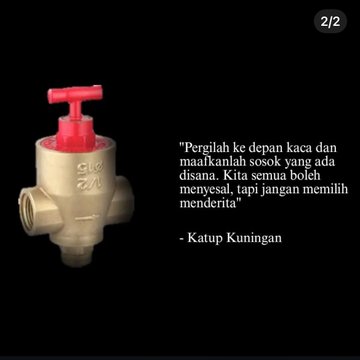 2/2
"Pergilah ke depan kaca dan
maafkanlah sosok yang ada
disana. Kita semua boleh
menyesal, tapi jangan memilih
menderita"
- Katup Kuningan